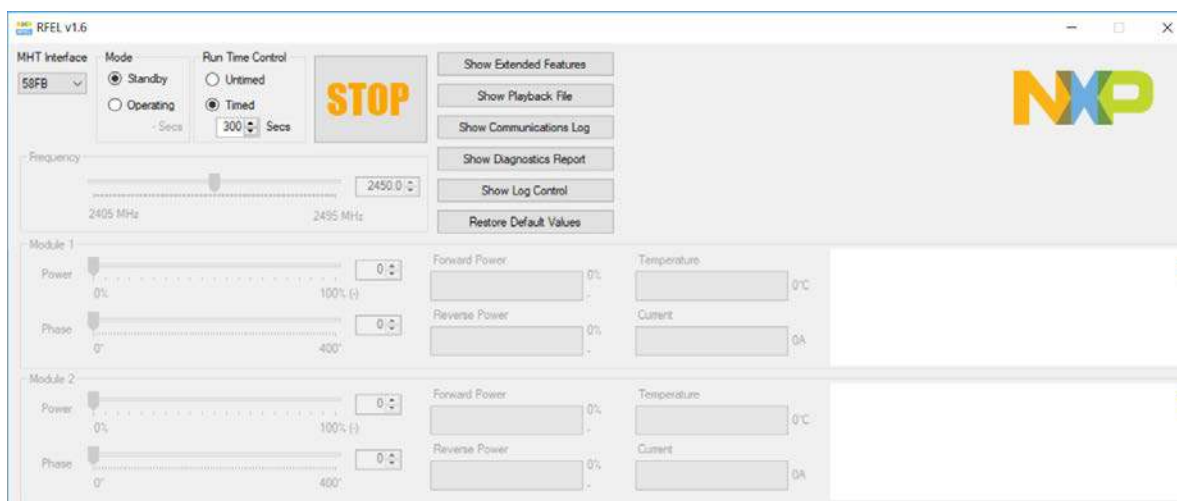 RFEL v1.6
MHT Interface
58FB
Mode
Standby
Operating
- Secs
Run Time Control
Untimed
Timed
300 Secs
STOP
Show Extended Features
Show Playback File
Show Communications Log
Show Diagnostics Report
Show Log Control
Restore Default Values
NXP
Frequency
2450.0
2405 MHz 2495 MHz
Module 1
Power 0
0% 100% (-)
Phase 0
0° 400°
Forward Power
0%
-
Reverse Power
0%
-
Temperature
0°C
Current
0A
Module 2
Power 0
0% 100% (-)
Phase 0
0° 400°
Forward Power
0%
-
Reverse Power
0%
-
Temperature
0°C
Current
0A